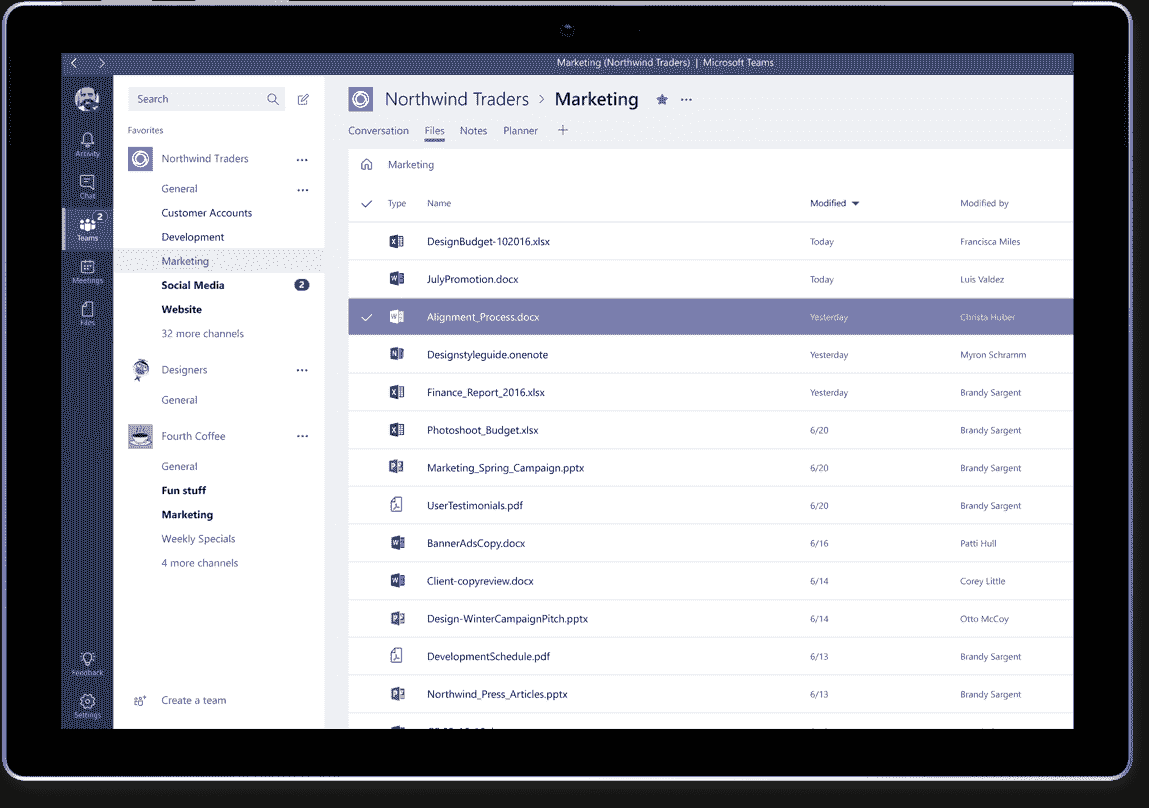 Marketing (Northwind Traders) | Microsoft Teams
Activity
Chat
2
Teams
Meetings
Files
Feedback
Settings
Search
Favorites
Northwind Traders
General
Customer Accounts
Development
Marketing
Social Media 2
Website
32 more channels
Designers
General
Fourth Coffee
General
Fun stuff
Marketing
Weekly Specials
4 more channels
Create a team
Northwind Traders > Marketing
Conversation Files Notes Planner
Marketing
Type Name Modified Modified by
DesignBudget-102016.xlsx Today Francisca Miles
JulyPromotion.docx Today Luis Valdez
Alignment_Process.docx Yesterday Christa Huber
Designstyleguide.onenote Yesterday Myron Schramm
Finance_Report_2016.xlsx Yesterday Brandy Sargent
Photoshoot_Budget.xlsx 6/20 Brandy Sargent
Marketing_Spring_Campaign.pptx 6/20 Brandy Sargent
UserTestimonials.pdf 6/20 Brandy Sargent
BannerAdsCopy.docx 6/16 Patti Hull
Client-copyreview.docx 6/14 Corey Little
Design-WinterCampaignPitch.pptx 6/14 Otto McCoy
DevelopmentSchedule.pdf 6/13 Brandy Sargent
Northwind_Press_Articles.pptx 6/13 Brandy Sargent